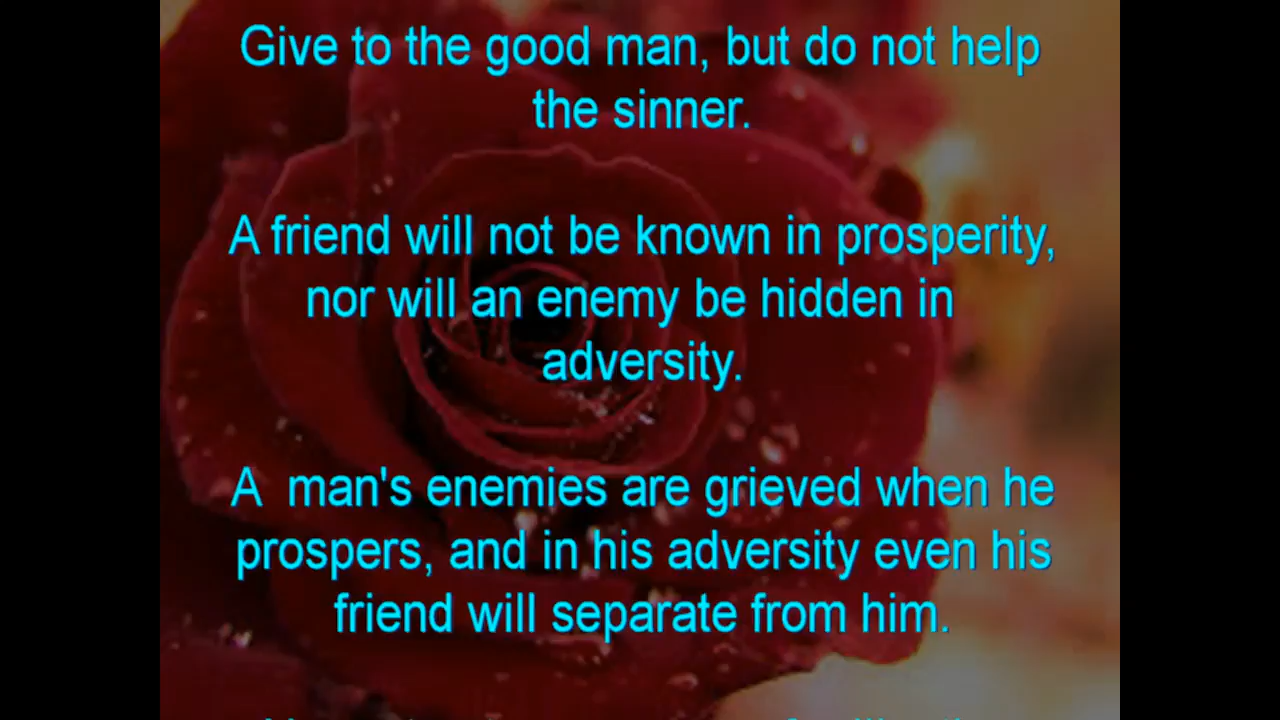 Give to the good man, but do not help
the sinner.
A friend will not be known in prosperity,
nor will an enemy be hidden in
adversity.
A man's enemies are grieved when he
prospers, and in his adversity even his
friend will separate from him.